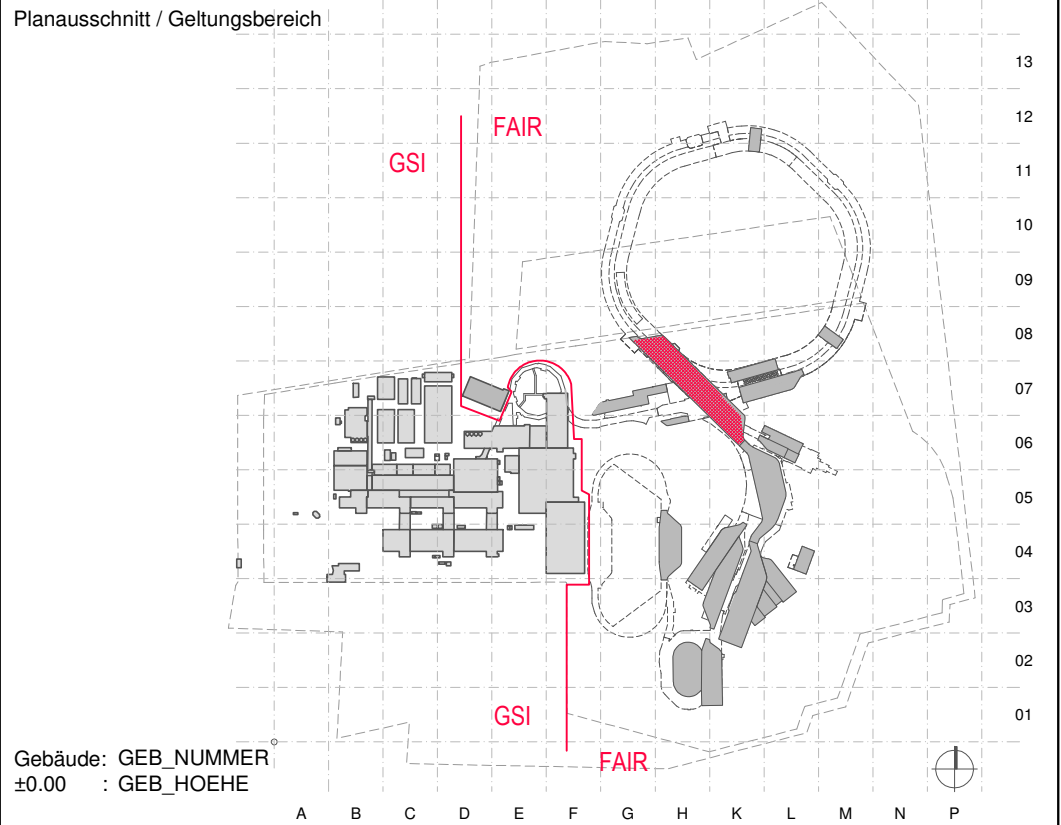 Planausschnitt / Geltungsbereich
13
FAIR
12
GSI
11
10
09
08
07
06
05
04
03
02
GSI
01
Gebäude: GEB_NUMMER
FAIR
±0.00 : GEB_HOEHE
A B C D E F G H K L M N P